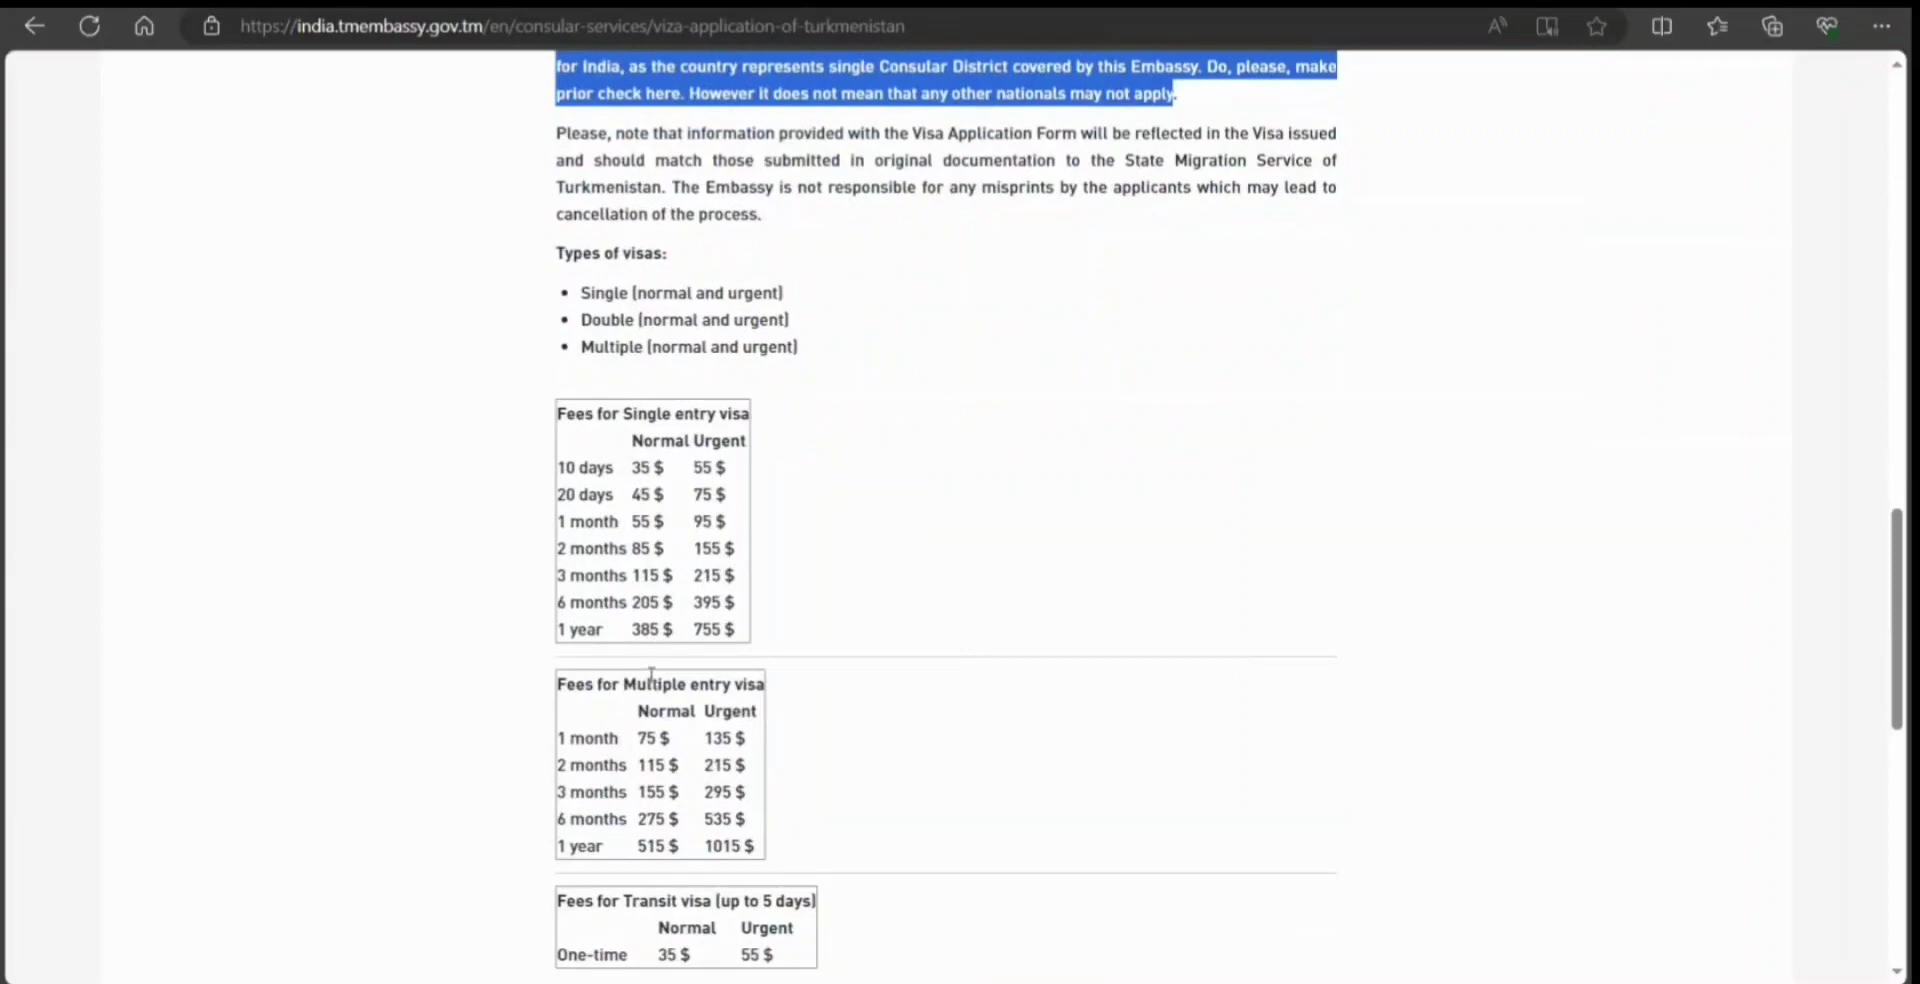 https://india.tmembassy.gov.tm/en/consular-services/viza-application-of-turkmenistan
for India, as the country represents single Consular District covered by this Embassy. Do, please, make
prior check here. However it does not mean that any other nationals may not apply.
Please, note that information provided with the Visa Application Form will be reflected in the Visa issued
and should match those submitted in original documentation to the State Migration Service of
Turkmenistan. The Embassy is not responsible for any misprints by the applicants which may lead to
cancellation of the process.
Types of visas:
• Single (normal and urgent)
• Double (normal and urgent)
• Multiple (normal and urgent)
Fees for Single entry visa
Normal Urgent
10 days 35 $ 55 $
20 days 45 $ 75 $
1 month 55 $ 95 $
2 months 85 $ 155 $
3 months 115 $ 215 $
6 months 205 $ 395 $
1 year 385 $ 755 $
Fees for Multiple entry visa
Normal Urgent
1 month 75 $ 135 $
2 months 115 $ 215 $
3 months 155 $ 295 $
6 months 275 $ 535 $
1 year 515 $ 1015 $
Fees for Transit visa (up to 5 days)
Normal Urgent
One-time 35 $ 55 $